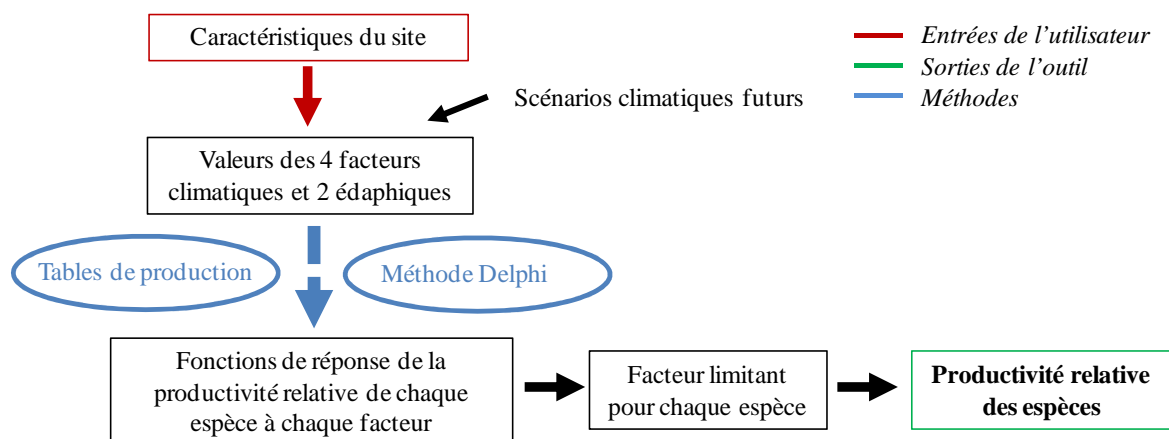 Caractéristiques du site
Entrées de l'utilisateur
Sorties de l'outil
Méthodes
Scénarios climatiques futurs
Valeurs des 4 facteurs
climatiques et 2 édaphiques
Tables de production
Méthode Delphi
Fonctions de réponse de la
productivité relative de chaque
espèce à chaque facteur
Facteur limitant
pour chaque espèce
Productivité relative
des espèces